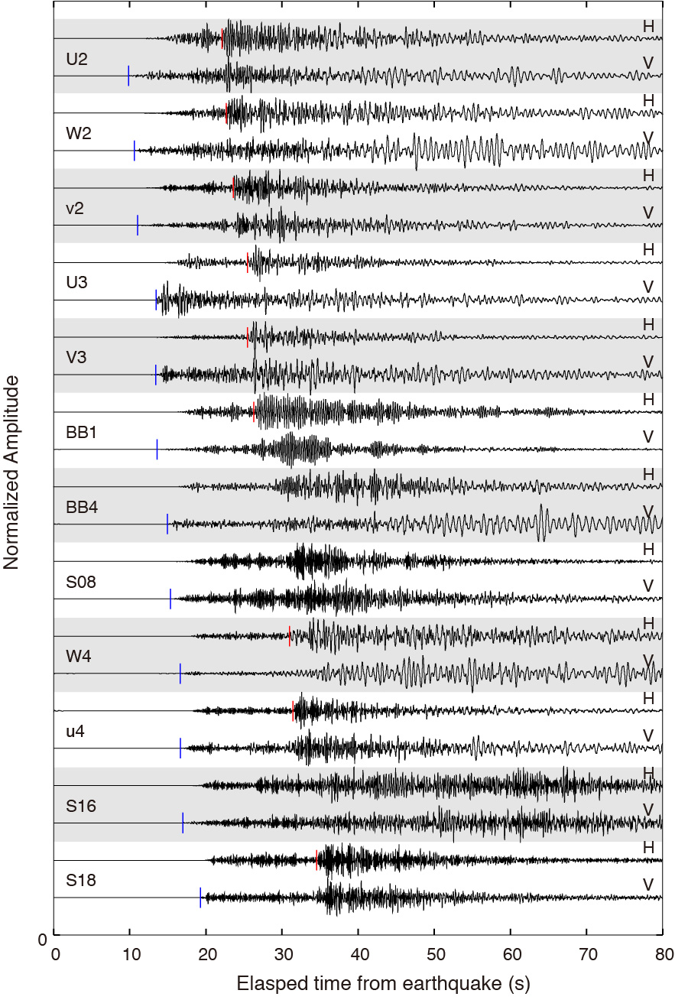 H
U2
V
H
W2
V
H
v2
V
H
U3
V
H
V3
V
H
BB1
V
H
BB4
V
H
S08
V
H
W4
V
H
u4
V
H
S16
V
H
S18
V
Normalized Amplitude
0
0 10 20 30 40 50 60 70 80
Elasped time from earthquake (s)